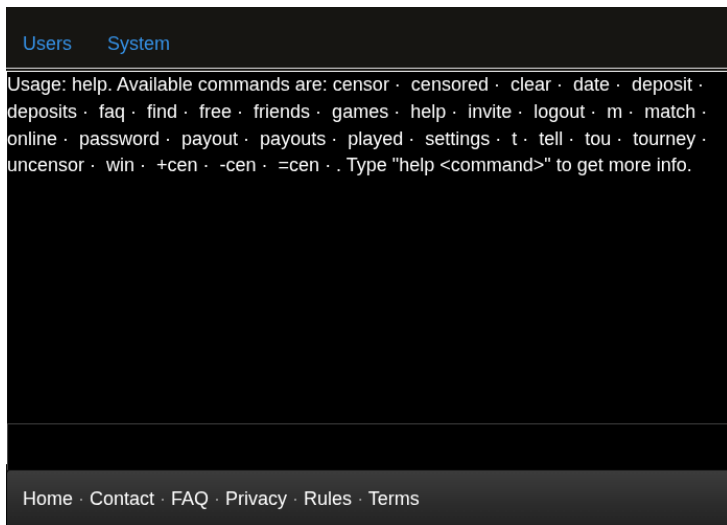 Users System
Usage: help. Available commands are: censor · censored · clear · date · deposit ·
deposits · faq · find · free · friends · games · help · invite · logout · m · match ·
online · password · payout · payouts · played · settings · t · tell · tou · tourney ·
uncensor · win · +cen · -cen · =cen · . Type "help <command>" to get more info.
Home · Contact · FAQ · Privacy · Rules · Terms